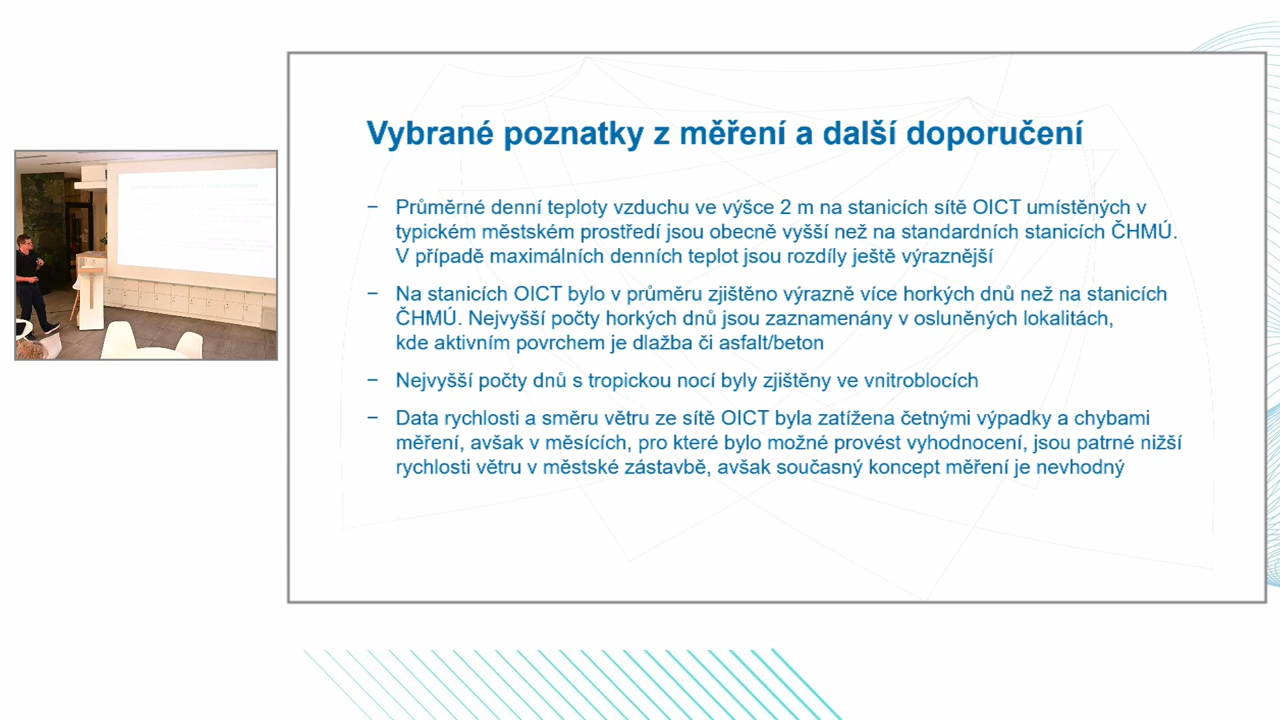 Vybrané poznatky z měření a další doporučení
− Průměrné denní teploty vzduchu ve výšce 2 m na stanicích sítě OICT umístěných v
typickém městském prostředí jsou obecně vyšší než na standardních stanicích ČHMÚ.
V případě maximálních denních teplot jsou rozdíly ještě výraznější
− Na stanicích OICT bylo v průměru zjištěno výrazně více horkých dnů než na stanicích
ČHMÚ. Nejvyšší počty horkých dnů jsou zaznamenány v osluněných lokalitách,
kde aktivním povrchem je dlažba či asfalt/beton
− Nejvyšší počty dnů s tropickou nocí byly zjištěny ve vnitroblocích
− Data rychlosti a směru větru ze sítě OICT byla zatížena četnými výpadky a chybami
měření, avšak v měsících, pro které bylo možné provést vyhodnocení, jsou patrné nižší
rychlosti větru v městské zástavbě, avšak současný koncept měření je nevhodný